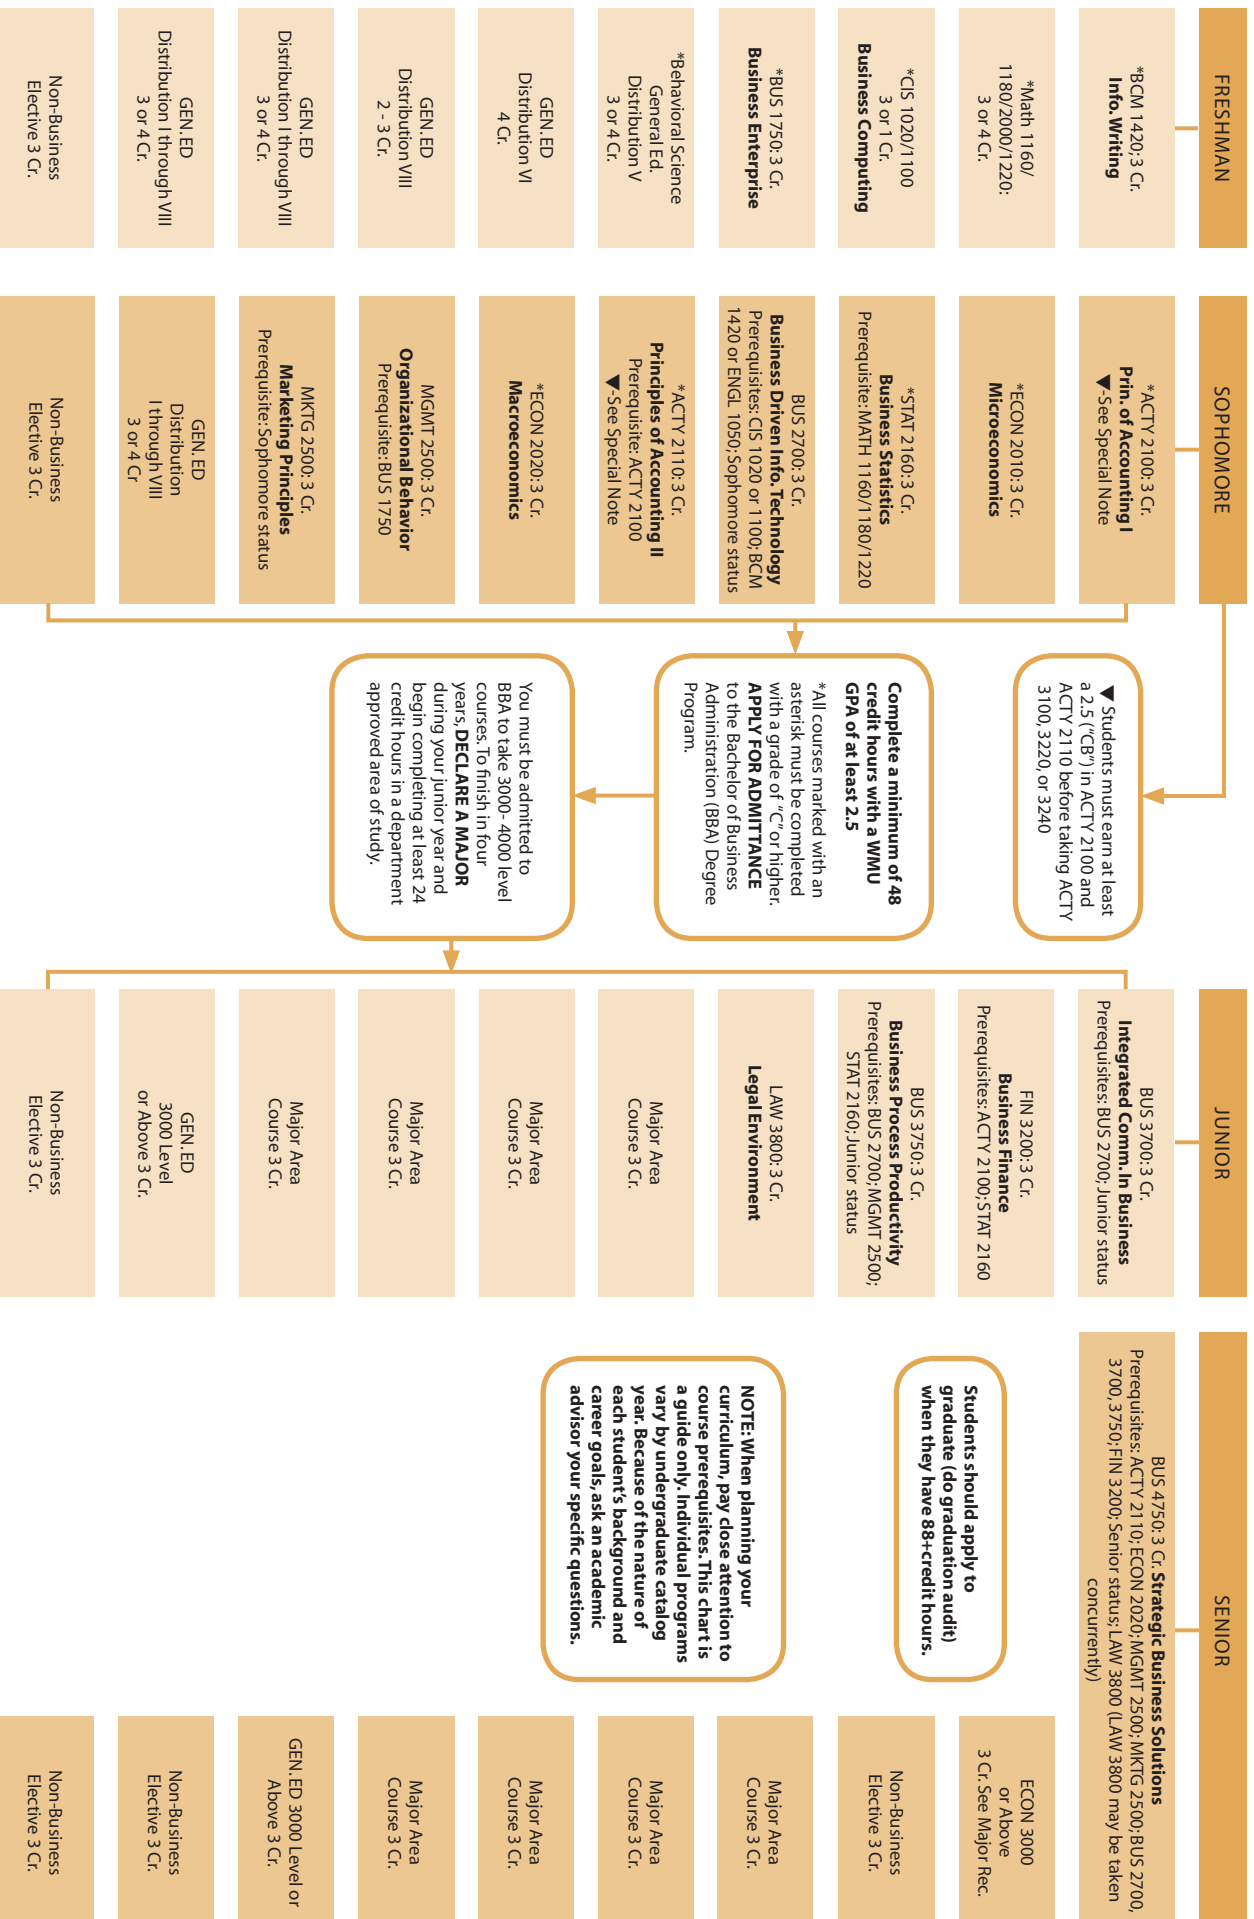 FRESHMAN
*BCM 1420; 3 Cr.
Info. Writing
*Math 1160/
1180/2000/1220:
3 or 4 Cr.
*CIS 1020/1100
3 or 1 Cr.
Business Computing
*BUS 1750: 3 Cr.
Business Enterprise
*Behavioral Science
General Ed.
Distribution V
3 or 4 Cr.
GEN. ED
Distribution VI
4 Cr.
GEN. ED
Distribution VIII
2 - 3 Cr.
GEN. ED
Distribution I through VIII
3 or 4 Cr.
GEN. ED
Distribution I through VIII
3 or 4 Cr.
Non-Business
Elective 3 Cr.
SOPHOMORE
*ACTY 2100: 3 Cr.
Prin. of Accounting I
▼-See Special Note
*ECON 2010: 3 Cr.
Microeconomics
*STAT 2160: 3 Cr.
Business Statistics
Prerequisite: MATH 1160/1180/1220
BUS 2700: 3 Cr.
Business Driven Info. Technology
Prerequisites: CIS 1020 or 1100; BCM
1420 or ENGL 1050; Sophomore status
*ACTY 2110: 3 Cr.
Principles of Accounting II
Prerequisite: ACTY 2100
▼-See Special Note
*ECON 2020: 3 Cr.
Macroeconomics
MGMT 2500: 3 Cr.
Organizational Behavior
Prerequisite: BUS 1750
MKTG 2500: 3 Cr.
Marketing Principles
Prerequisite: Sophomore status
GEN. ED
Distribution
I through VIII
3 or 4 Cr
Non-Business
Elective 3 Cr.
▼ Students must earn at least
a 2.5 (“CB”) in ACTY 2100 and
ACTY 2110 before taking ACTY
3100, 3220, or 3240
Complete a minimum of 48
credit hours with a WMU
GPA of at least 2.5
*All courses marked with an
asterisk must be completed
with a grade of “C” or higher.
APPLY FOR ADMITTANCE
to the Bachelor of Business
Administration (BBA) Degree
Program.
You must be admitted to
BBA to take 3000- 4000 level
courses. To finish in four
years, DECLARE A MAJOR
during your junior year and
begin completing at least 24
credit hours in a department
approved area of study.
JUNIOR
BUS 3700: 3 Cr.
Integrated Comm. In Business
Prerequisites: BUS 2700; Junior status
FIN 3200: 3 Cr.
Business Finance
Prerequisites: ACTY 2100; STAT 2160
BUS 3750: 3 Cr.
Business Process Productivity
Prerequisites: BUS 2700; MGMT 2500;
STAT 2160; Junior status
LAW 3800: 3 Cr.
Legal Environment
Major Area
Course 3 Cr.
Major Area
Course 3 Cr.
Major Area
Course 3 Cr.
Major Area
Course 3 Cr.
GEN. ED
3000 Level
or Above 3 Cr.
Non-Business
Elective 3 Cr.
SENIOR
BUS 4750: 3 Cr. Strategic Business Solutions
Prerequisites: ACTY 2110; ECON 2020; MGMT 2500; MKTG 2500; BUS 2700,
3700, 3750; FIN 3200; Senior status; LAW 3800 (LAW 3800 may be taken
concurrently)
Students should apply to
graduate (do graduation audit)
when they have 88+credit hours.
NOTE: When planning your
curriculum, pay close attention to
course prerequisites. This chart is
a guide only. Individual programs
vary by undergraduate catalog
year. Because of the nature of
each student’s background and
career goals, ask an academic
advisor your specific questions.
ECON 3000
or Above
3 Cr. See Major Rec.
Non-Business
Elective 3 Cr.
Major Area
Course 3 Cr.
Major Area
Course 3 Cr.
Major Area
Course 3 Cr.
Major Area
Course 3 Cr.
GEN. ED 3000 Level or
Above 3 Cr.
Non-Business
Elective 3 Cr.
Non-Business
Elective 3 Cr.